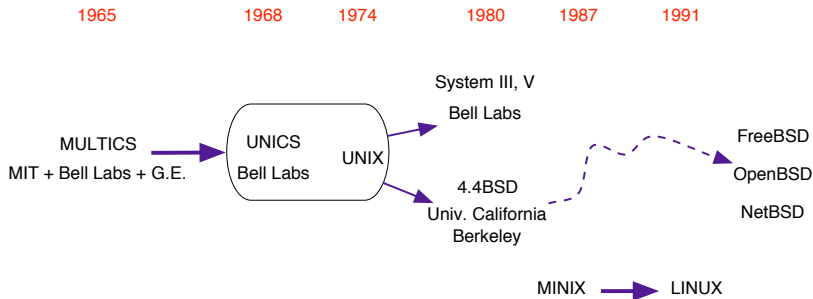 1965 1968 1974 1980 1987 1991
System III, V
Bell Labs
MULTICS
MIT + Bell Labs + G.E.
UNICS
Bell Labs
UNIX
4.4BSD
Univ. California
Berkeley
FreeBSD
OpenBSD
NetBSD
MINIX LINUX